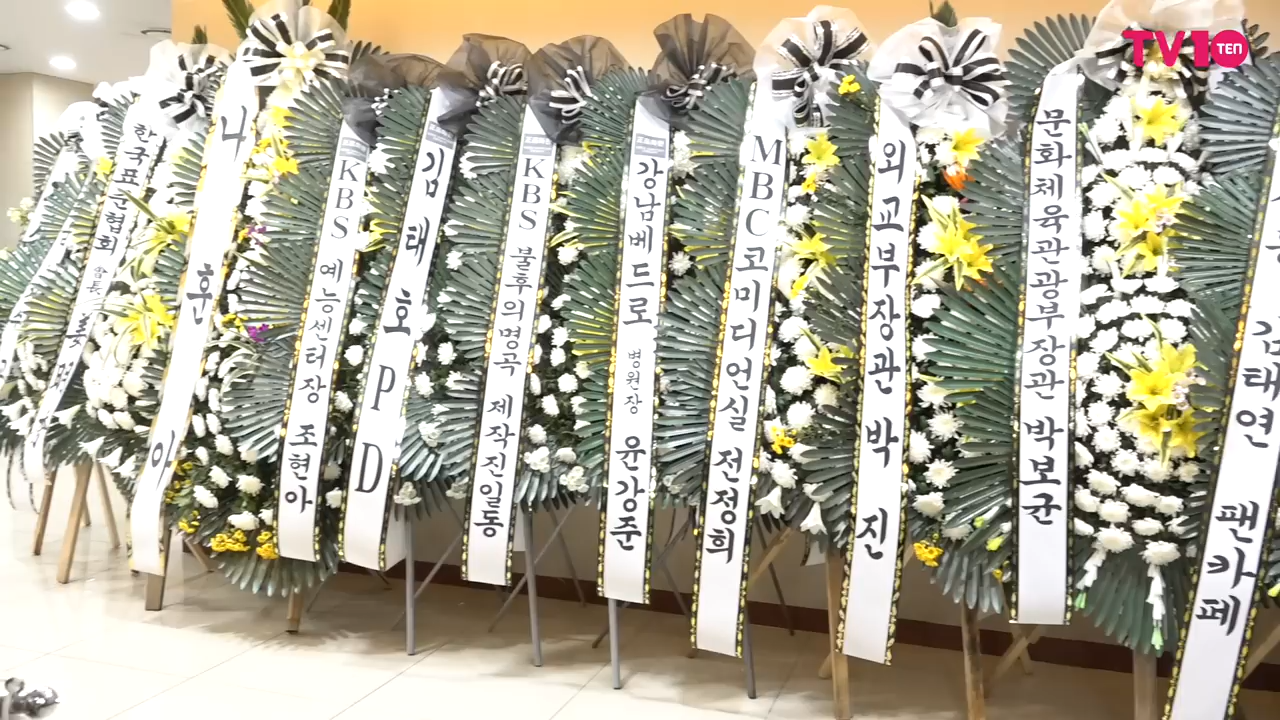 TV10
ТЕП
한국표준협회 會長
나훈아
KBS 예능센터장 조현아
김태호PD
KBS 불후의명곡 제작진일동
강남베드로 병원장 윤강준
MBC코미디언실 전정희
외교부장관 박진
문화체육관광부장관 박보균
김태연 팬카페